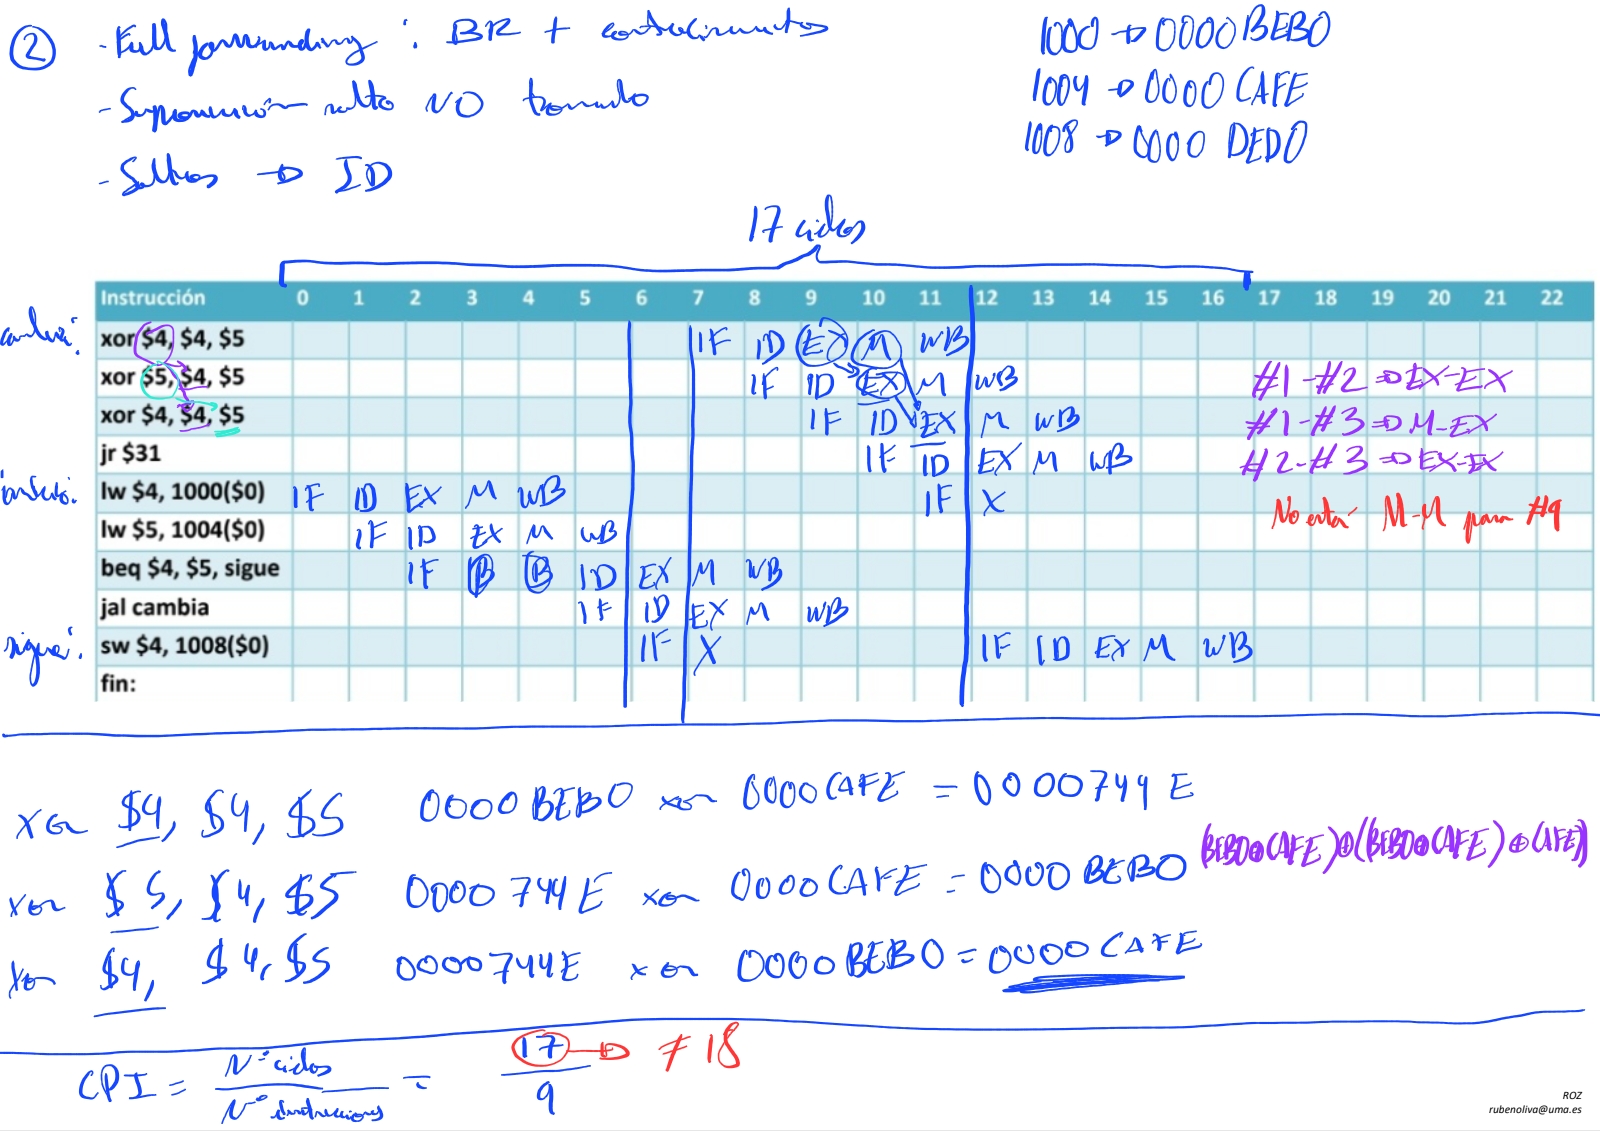 ② - Full forwarding : BR + cortocircuitos
- Suposición salto NO tomado
- Saltos → ID
1000 → 0000 BEBO
1004 → 0000 CAFE
1008 → 0000 DEDO
17 ciclos
Instrucción 0 1 2 3 4 5 6 7 8 9 10 11 12 13 14 15 16 17 18 19 20 21 22
cambia: xor $4, $4, $5 IF ID EX M WB
xor $5, $4, $5 IF ID EX M WB #1-#2 ⇒ EX-EX
xor $4, $4, $5 IF ID EX M WB #1-#3 ⇒ M-EX
jr $31 IF ID EX M WB #2-#3 ⇒ EX-EX
lw $4, 1000($0) IF ID EX M WB IF X No está M-M para #9
lw $5, 1004($0) IF ID EX M WB
beq $4, $5, sigue IF B B ID EX M WB
jal cambia IF ID EX M WB
sigue: sw $4, 1008($0) IF X IF ID EX M WB
fin:
xor $4, $4, $5 0000 BEBO xor 0000 CAFE = 0000744E
xor $5, $4, $5 0000 744E xor 0000 CAFE = 0000 BEBO (BEBO⊕CAFE)⊕((BEBO⊕CAFE)⊕CAFE))
xor $4, $4, $5 0000 744E xor 0000 BEBO = 0000 CAFE
CPI = Nº ciclos / Nº instrucciones = 17 / 9 → ≠ 18
ROZ
rubenoliva@uma.es